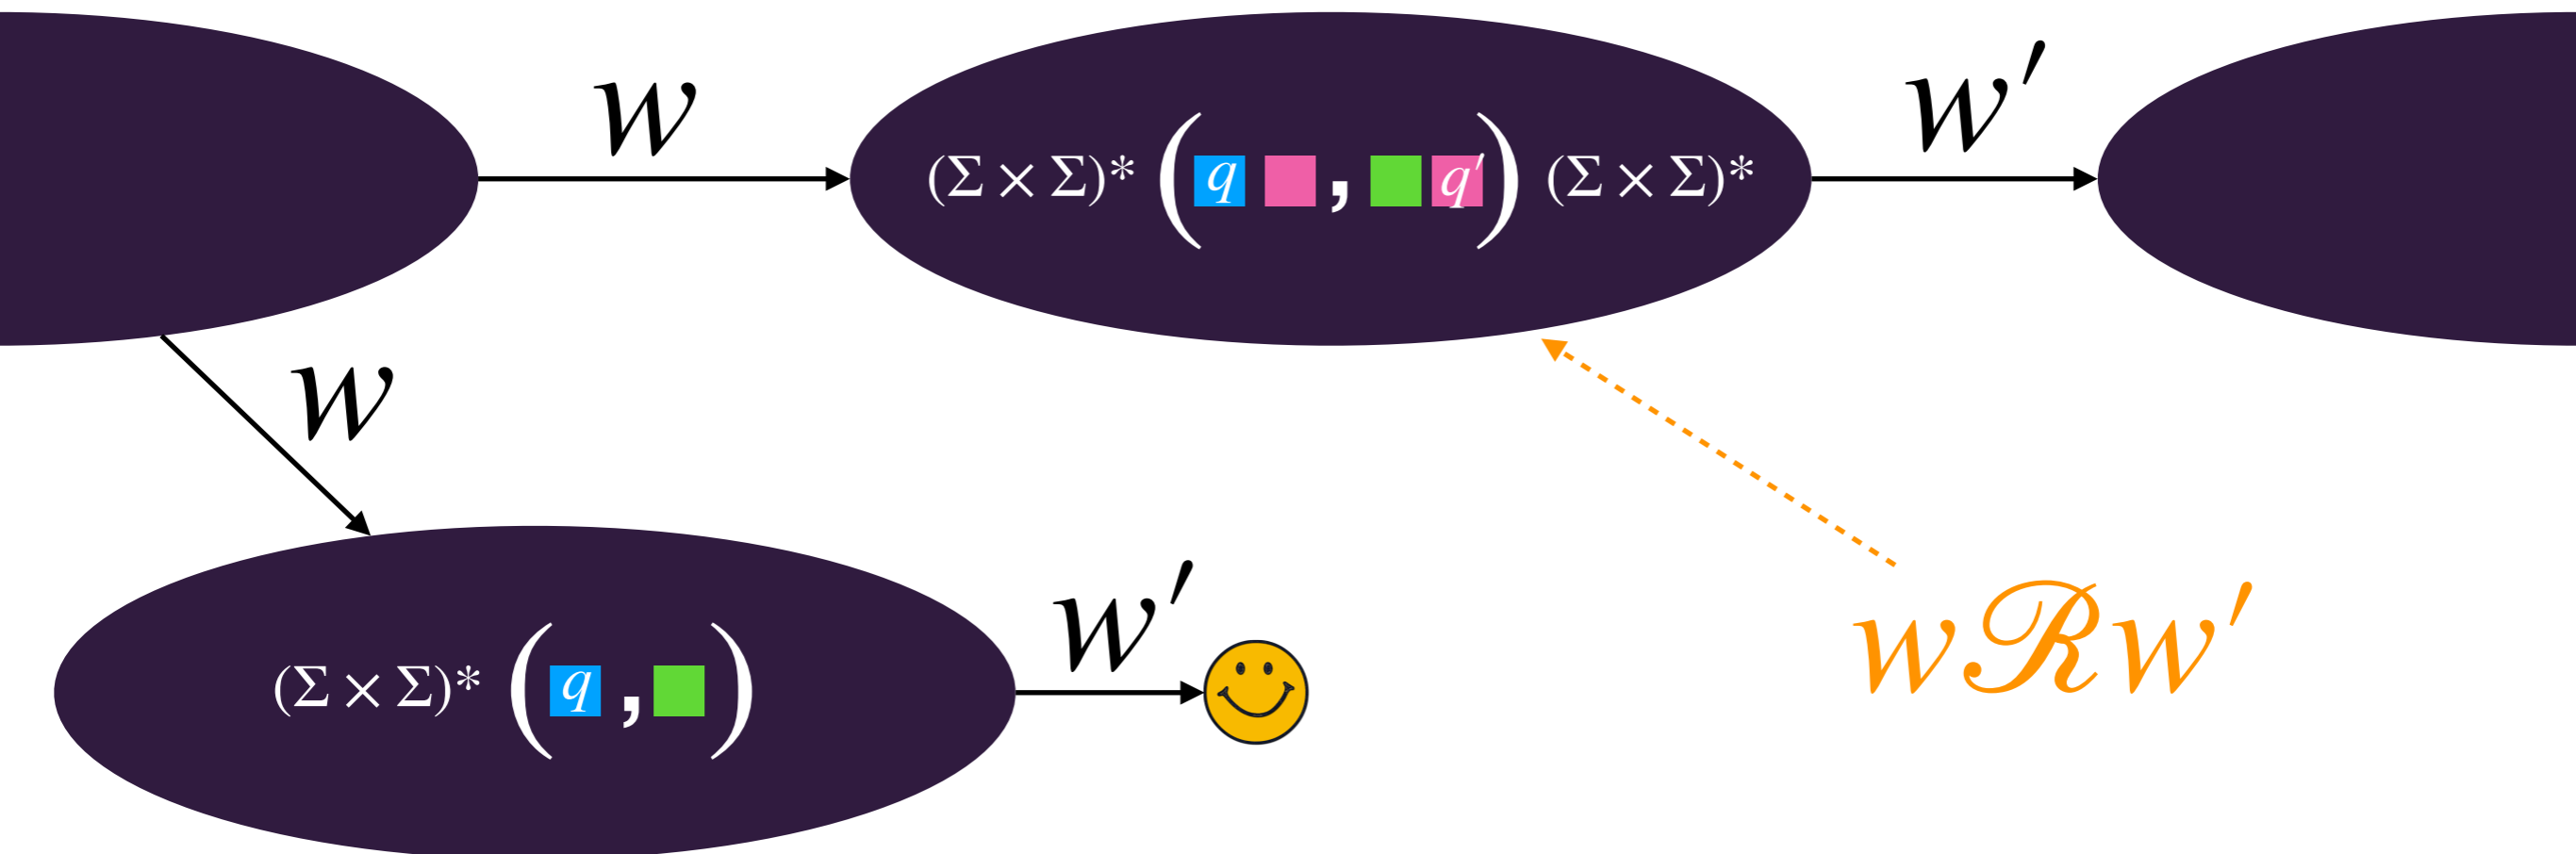 w
w′
(Σ × Σ)* (q , q′) (Σ × Σ)*
w
w′
(Σ × Σ)* (q , )
wℛw′